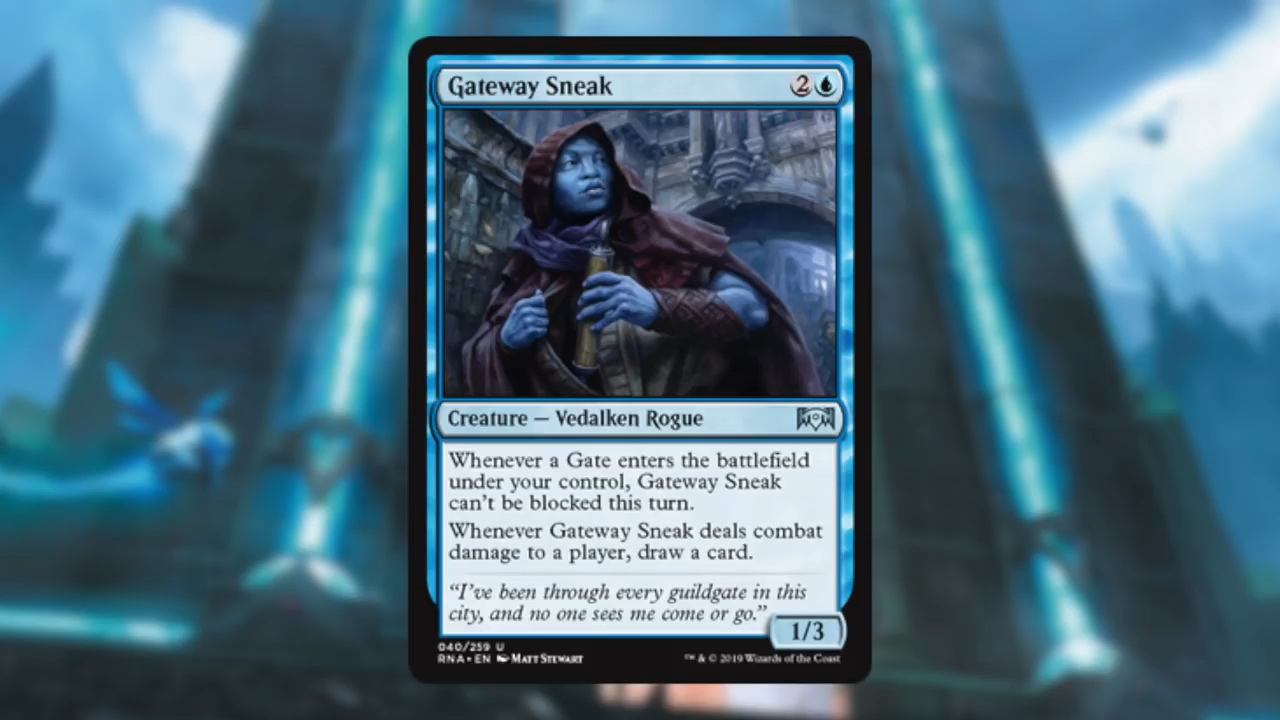 Gateway Sneak 2
Creature — Vedalken Rogue
Whenever a Gate enters the battlefield
under your control, Gateway Sneak
can't be blocked this turn.
Whenever Gateway Sneak deals combat
damage to a player, draw a card.
“I've been through every guildgate in this
city, and no one sees me come or go.”
1/3
040/259 U
RNA • EN Matt Stewart
™ & © 2019 Wizards of the Coast